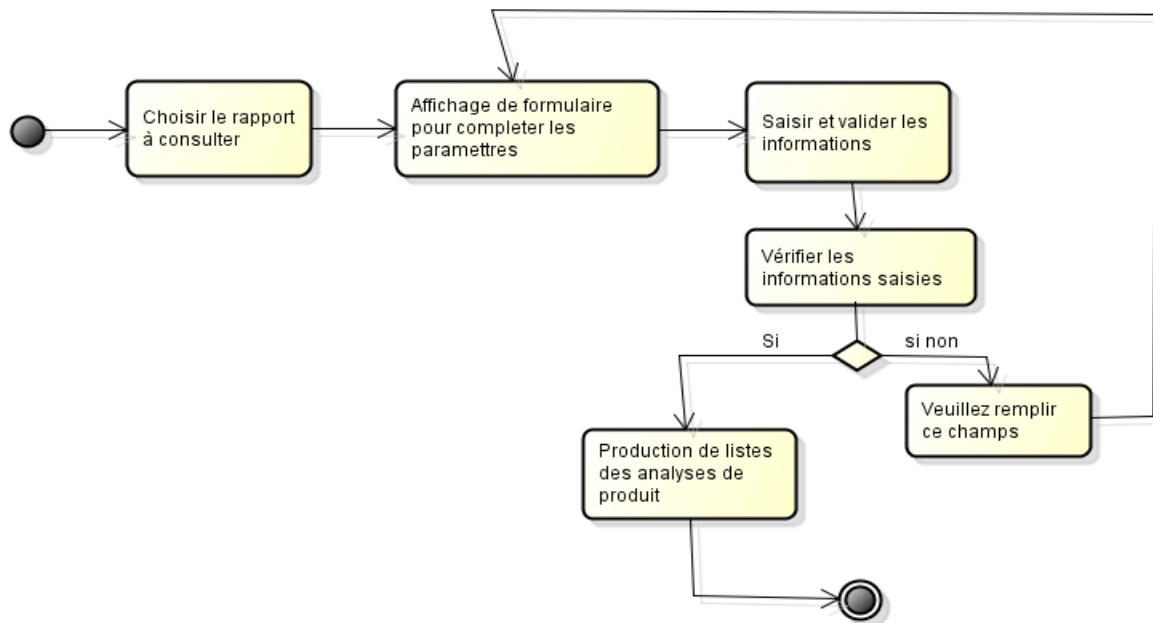 Choisir le rapport
à consulter
Affichage de formulaire
pour completer les
paramettres
Saisir et valider les
informations
Vérifier les
informations saisies
Si
si non
Veuillez remplir
ce champs
Production de listes
des analyses de
produit